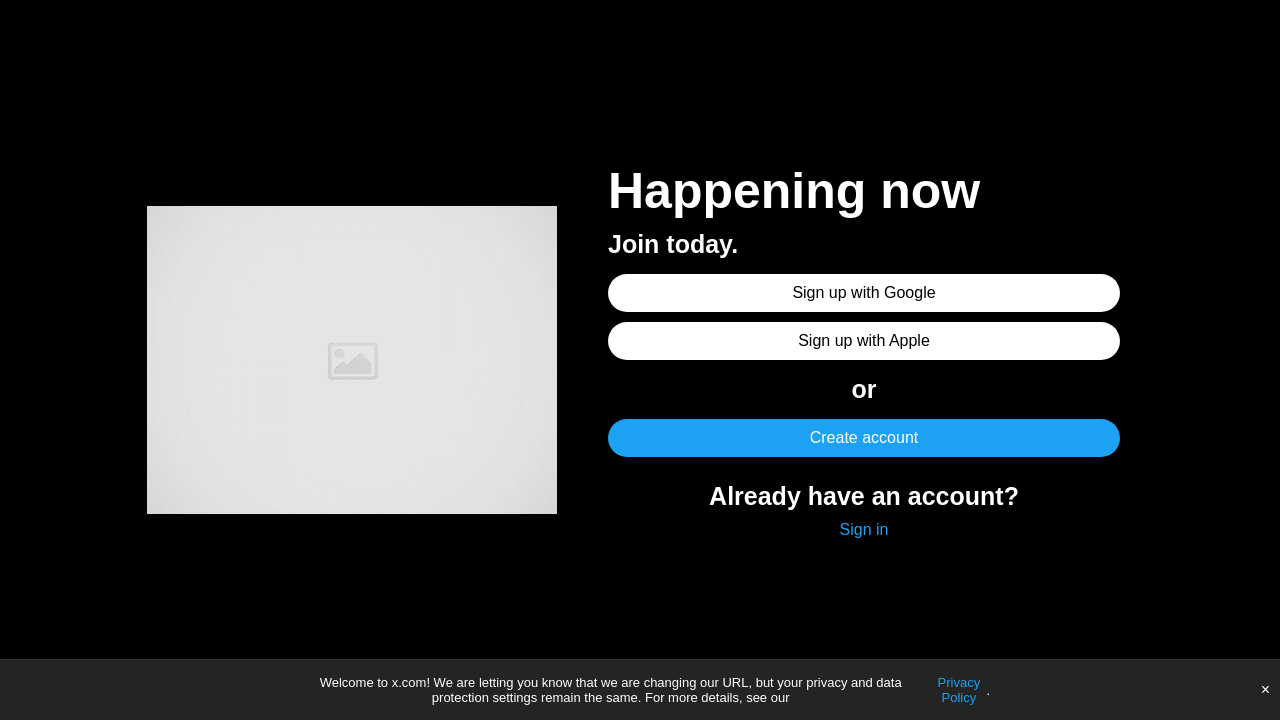 Happening now
Join today.
Sign up with Google
Sign up with Apple
or
Create account
Already have an account?
Sign in
Welcome to x.com! We are letting you know that we are changing our URL, but your privacy and data
protection settings remain the same. For more details, see our
Privacy
Policy
.
×